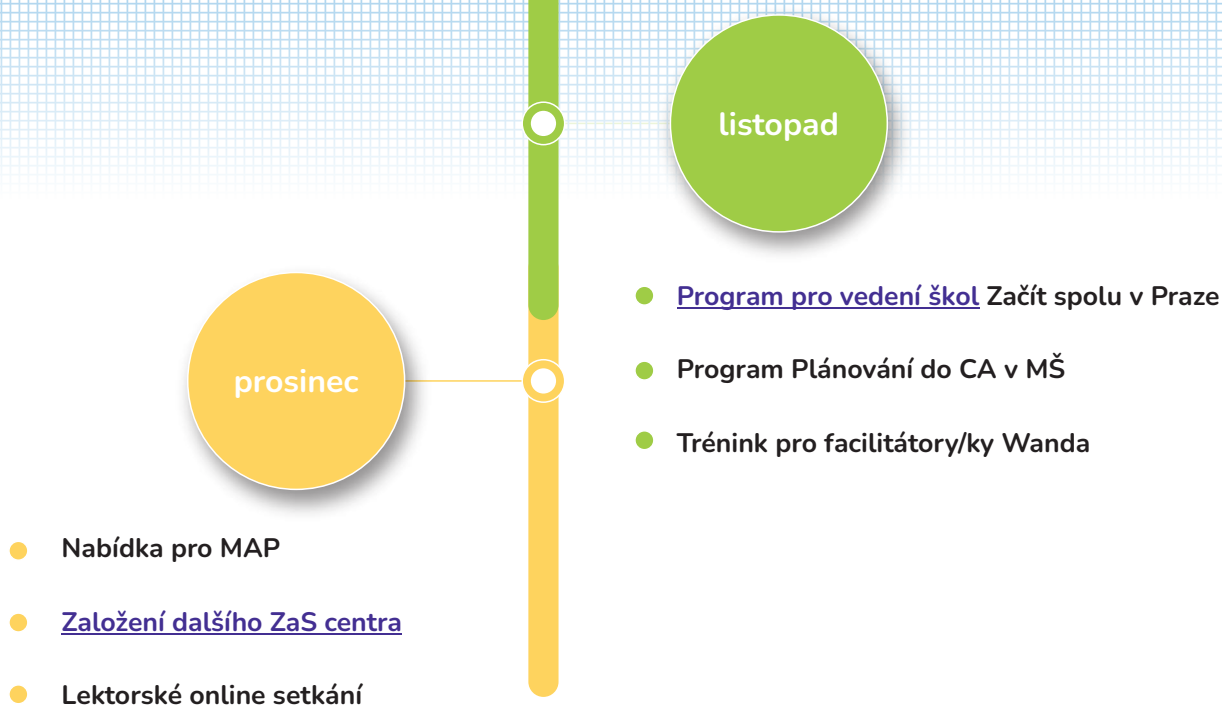 listopad
Program pro vedení škol Začít spolu v Praze
Program Plánování do CA v MŠ
Trénink pro facilitátory/ky Wanda
prosinec
Nabídka pro MAP
Založení dalšího ZaS centra
Lektorské online setkání